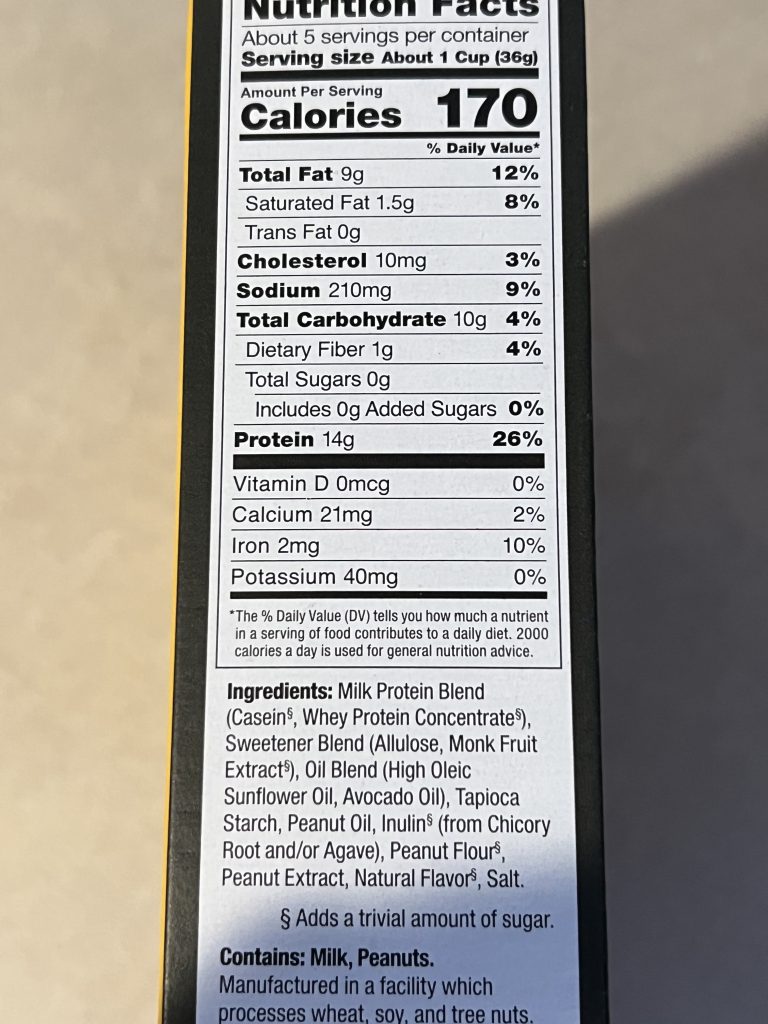 Nutrition Facts
About 5 servings per container
Serving size About 1 Cup (36g)
Amount Per Serving
Calories 170
% Daily Value*
Total Fat 9g 12%
Saturated Fat 1.5g 8%
Trans Fat 0g
Cholesterol 10mg 3%
Sodium 210mg 9%
Total Carbohydrate 10g 4%
Dietary Fiber 1g 4%
Total Sugars 0g
Includes 0g Added Sugars 0%
Protein 14g 26%
Vitamin D 0mcg 0%
Calcium 21mg 2%
Iron 2mg 10%
Potassium 40mg 0%
*The % Daily Value (DV) tells you how much a nutrient
in a serving of food contributes to a daily diet. 2000
calories a day is used for general nutrition advice.
Ingredients: Milk Protein Blend
(Casein§, Whey Protein Concentrate§),
Sweetener Blend (Allulose, Monk Fruit
Extract§), Oil Blend (High Oleic
Sunflower Oil, Avocado Oil), Tapioca
Starch, Peanut Oil, Inulin§ (from Chicory
Root and/or Agave), Peanut Flour§,
Peanut Extract, Natural Flavor§, Salt.
§ Adds a trivial amount of sugar.
Contains: Milk, Peanuts.
Manufactured in a facility which
processes wheat, soy, and tree nuts.